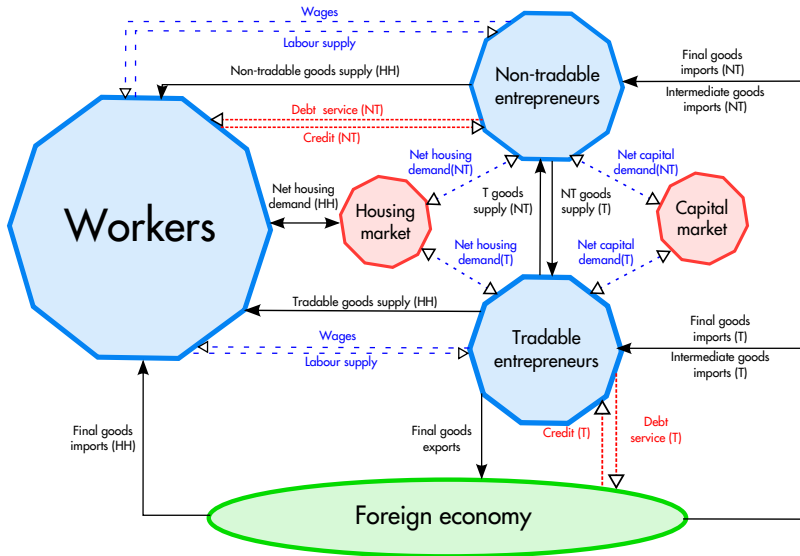 Wages
Labour supply
Non-tradable goods supply (HH)
Non-tradable
entrepreneurs
Final goods
imports (NT)
Intermediate goods
imports (NT)
Debt service (NT)
Credit (NT)
Net housing
demand(NT)
Net capital
demand(NT)
Workers
Net housing
demand (HH)
Housing
market
T goods
supply (NT)
NT goods
supply (T)
Capital
market
Net housing
demand(T)
Net capital
demand(T)
Tradable goods supply (HH)
Tradable
entrepreneurs
Final goods
imports (T)
Intermediate goods
imports (T)
Wages
Labour supply
Final goods
imports (HH)
Final goods
exports
Credit (T)
Debt
service (T)
Foreign economy